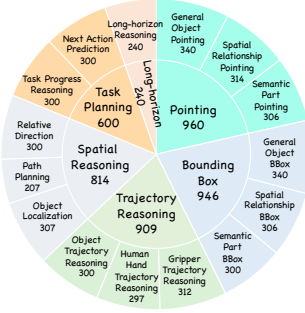 Long-horizon
Reasoning
240
General
Object
Pointing
340
Spatial
Relationship
Pointing
314
Semantic
Part
Pointing
306
General
Object
BBox
340
Spatial
Relationship
BBox
306
Semantic
Part
BBox
300
Gripper
Trajectory
Reasoning
312
Human
Hand
Trajectory
Reasoning
297
Object
Trajectory
Reasoning
300
Object
Localization
307
Path
Planning
207
Relative
Direction
300
Task Progress
Reasoning
300
Next Action
Prediction
300
Long-horizon
240
Pointing
960
Bounding
Box
946
Trajectory
Reasoning
909
Spatial
Reasoning
814
Task
Planning
600